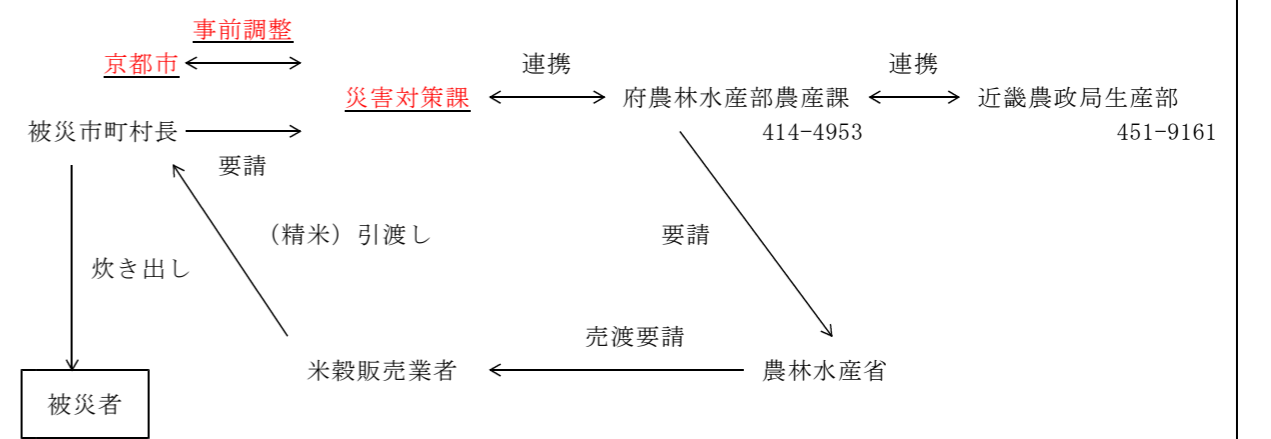 事前調整
京都市
連携
連携
災害対策課
府農林水産部農産課
近畿農政局生産部
被災市町村長
414-4953
451-9161
要請
(精米)引渡し
要請
炊き出し
売渡要請
米穀販売業者
農林水産省
被災者